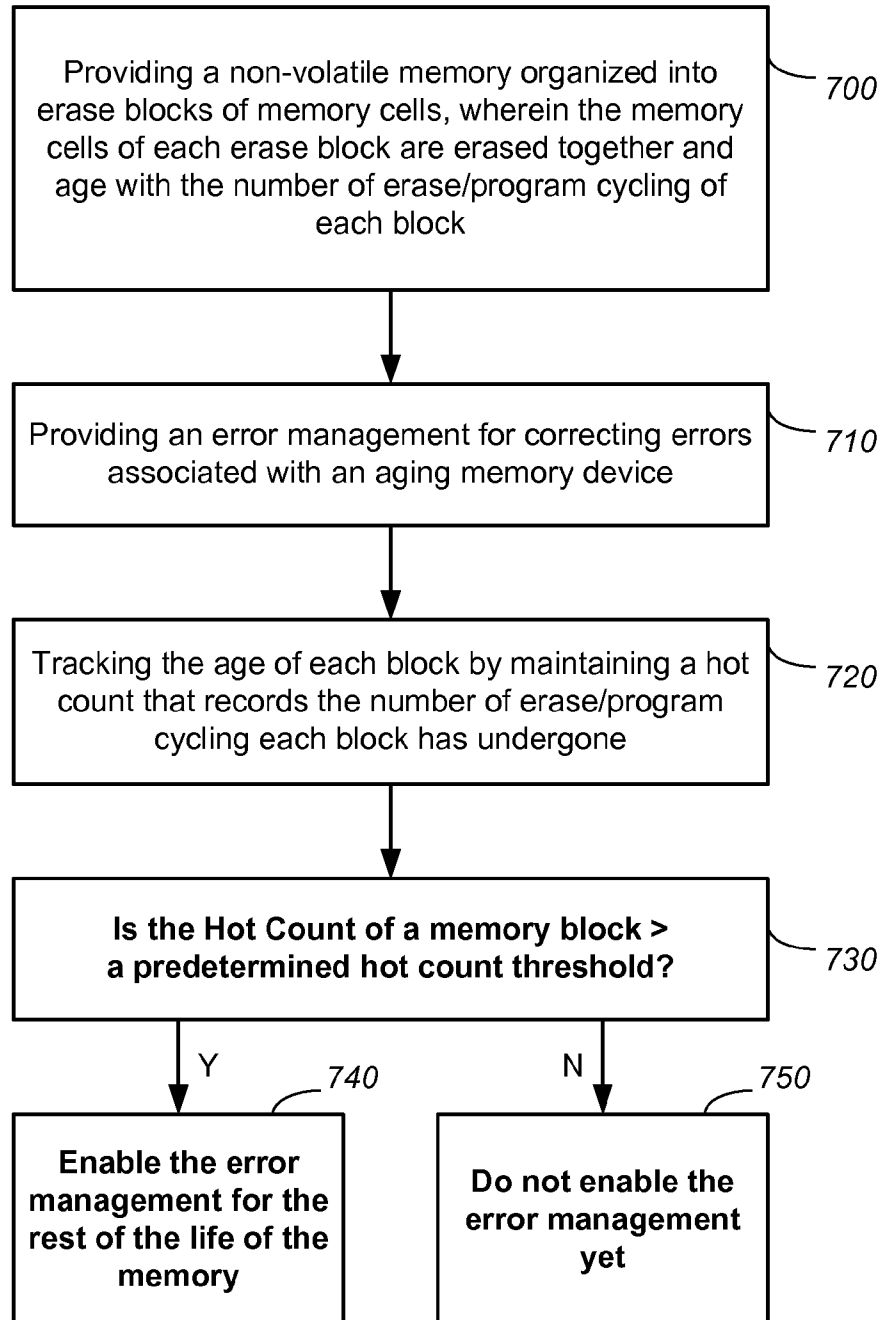 Providing a non-volatile memory organized into
erase blocks of memory cells, wherein the memory
cells of each erase block are erased together and
age with the number of erase/program cycling of
each block
700
Providing an error management for correcting errors
associated with an aging memory device
710
Tracking the age of each block by maintaining a hot
count that records the number of erase/program
cycling each block has undergone
720
Is the Hot Count of a memory block >
a predetermined hot count threshold?
730
Y
740
N
750
Enable the error
management for the
rest of the life of the
memory
Do not enable the
error management
yet